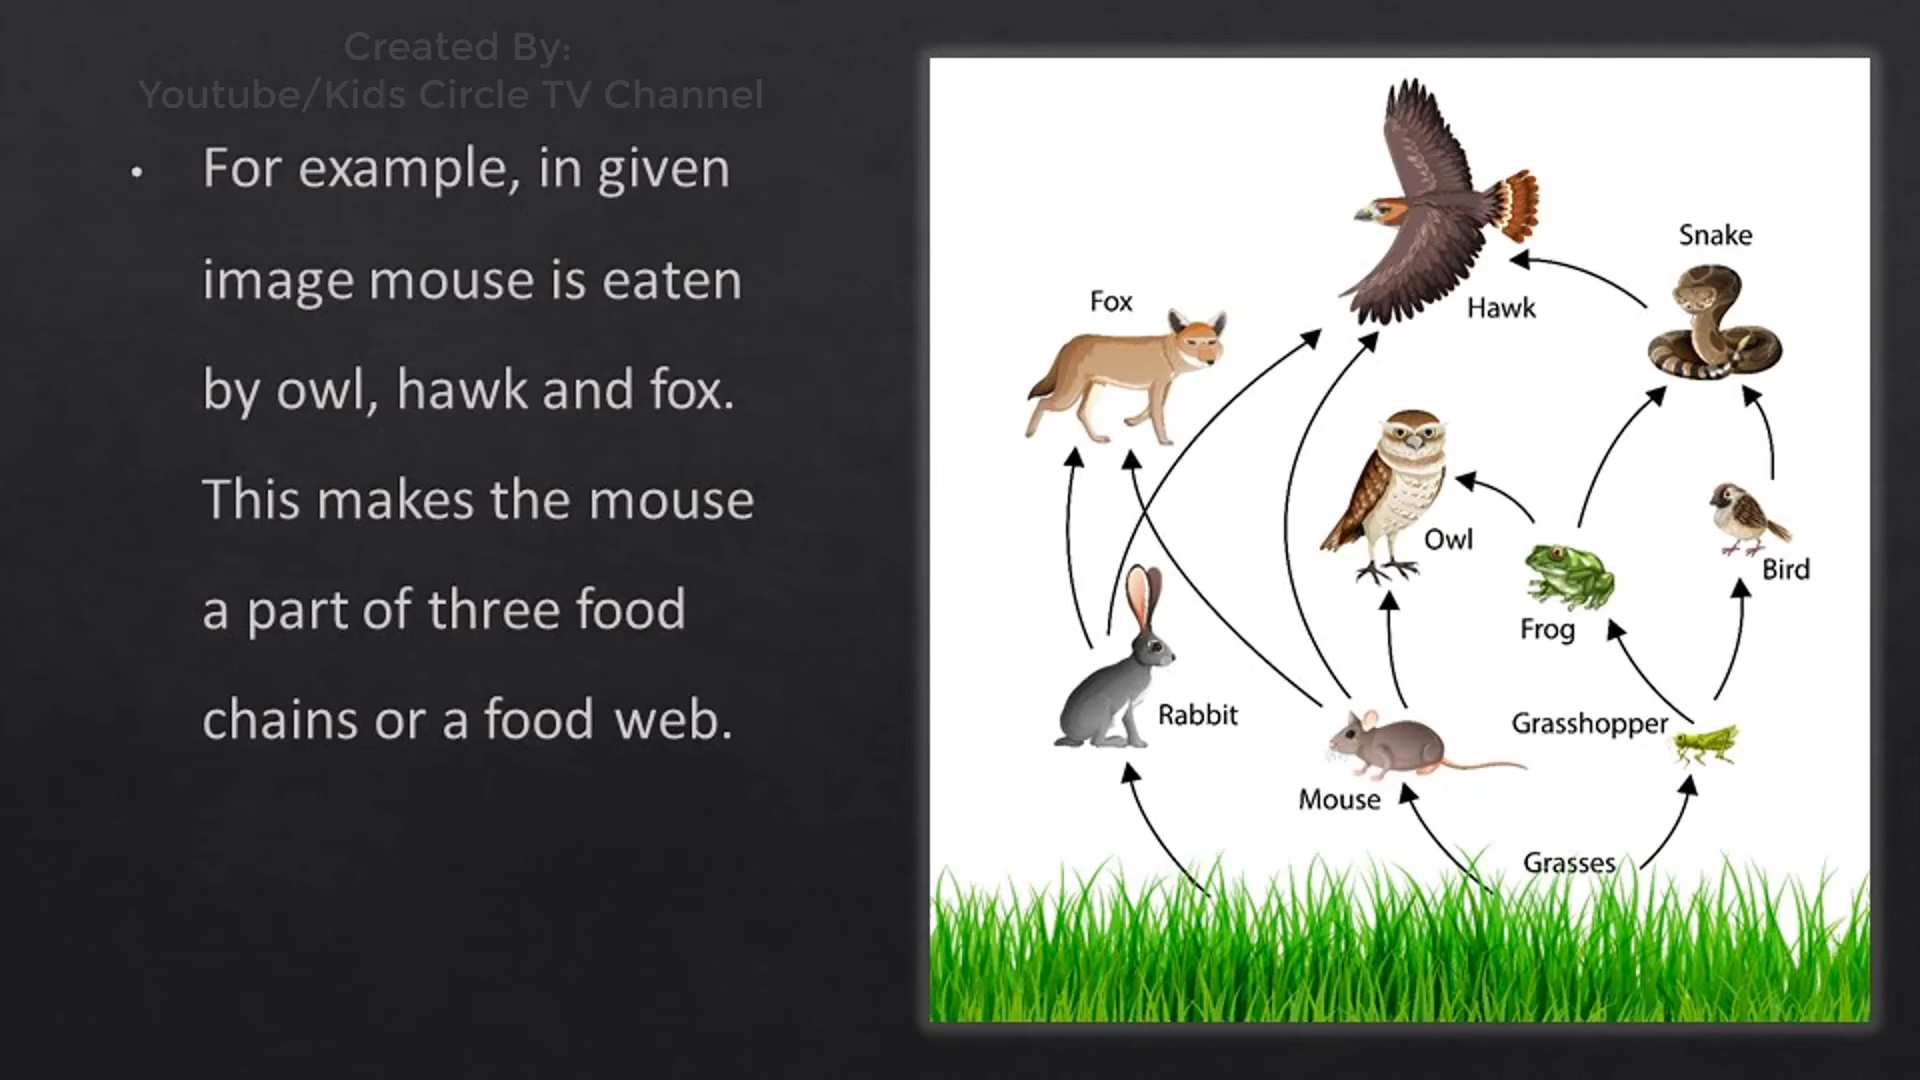 Created By:
Youtube/Kids Circle TV Channel
• For example, in given
image mouse is eaten
by owl, hawk and fox.
This makes the mouse
a part of three food
chains or a food web.
Snake
Fox
Hawk
Owl
Bird
Frog
Rabbit
Grasshopper
Mouse
Grasses